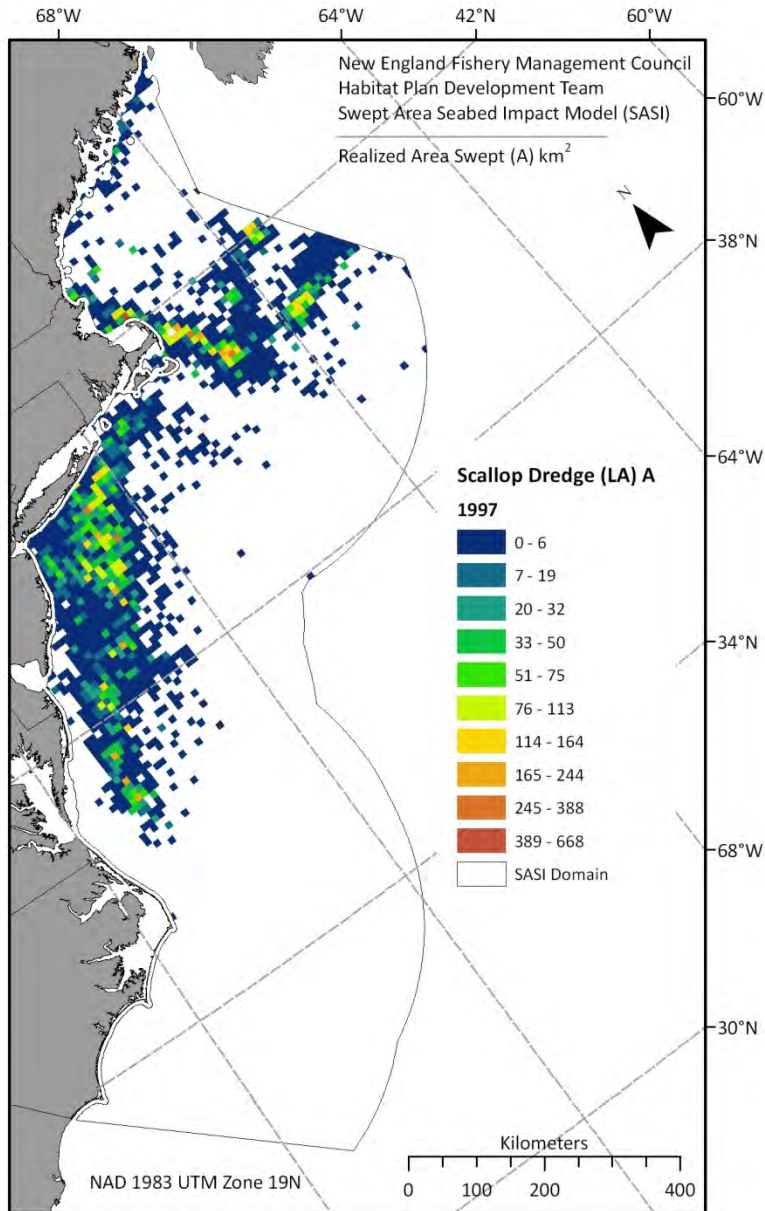 68°W 64°W 42°N 60°W
New England Fishery Management Council
Habitat Plan Development Team
Swept Area Seabed Impact Model (SASI)
Realized Area Swept (A) km²
60°W
N
38°N
64°W
Scallop Dredge (LA) A
1997
0 - 6
7 - 19
20 - 32
33 - 50
51 - 75
76 - 113
114 - 164
165 - 244
245 - 388
389 - 668
SASI Domain
34°N
68°W
30°N
Kilometers
0 100 200 400
NAD 1983 UTM Zone 19N